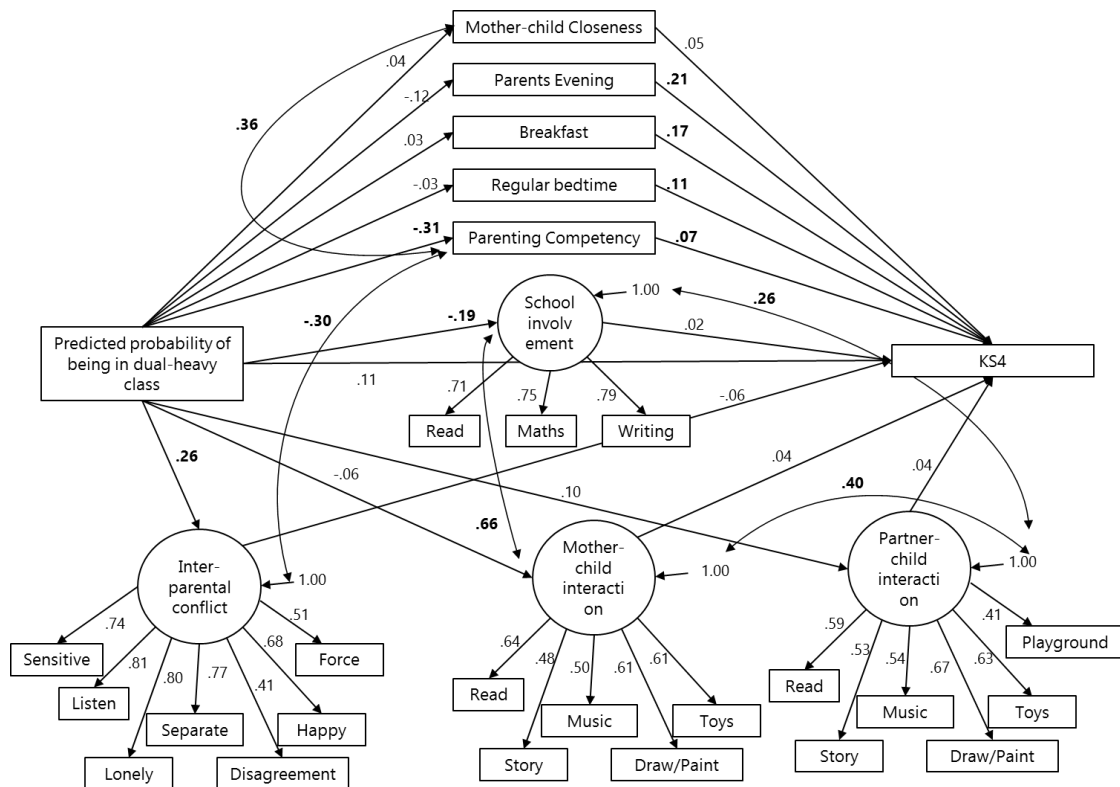 Mother-child Closeness
.04
.05
Parents Evening
-.12
.21
.36
Breakfast
.03
.17
Regular bedtime
-.03
.11
Parenting Competency
-.31
.07
School
involv
ement
1.00
.26
-.30
-.19
.02
Predicted probability of
being in dual-heavy
class
KS4
.11
-.06
.71
.75
.79
Read
Maths
Writing
.26
-.06
.10
.04
.04
.40
.66
Inter-
parental
conflict
1.00
Mother-
child
interacti
on
1.00
Partner-
child
interacti
on
1.00
.74
.81
.80
.77
.41
.68
.51
Sensitive
Listen
Lonely
Separate
Disagreement
Happy
Force
.64
.48
.50
.61
.61
Read
Story
Music
Draw/Paint
Toys
.59
.53
.54
.67
.63
.41
Read
Story
Music
Draw/Paint
Toys
Playground